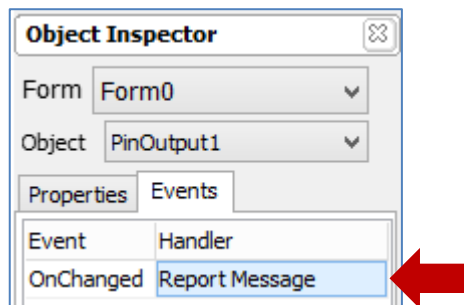 Object Inspector
Form Form0
Object PinOutput1
Properties Events
Event Handler
OnChanged Report Message